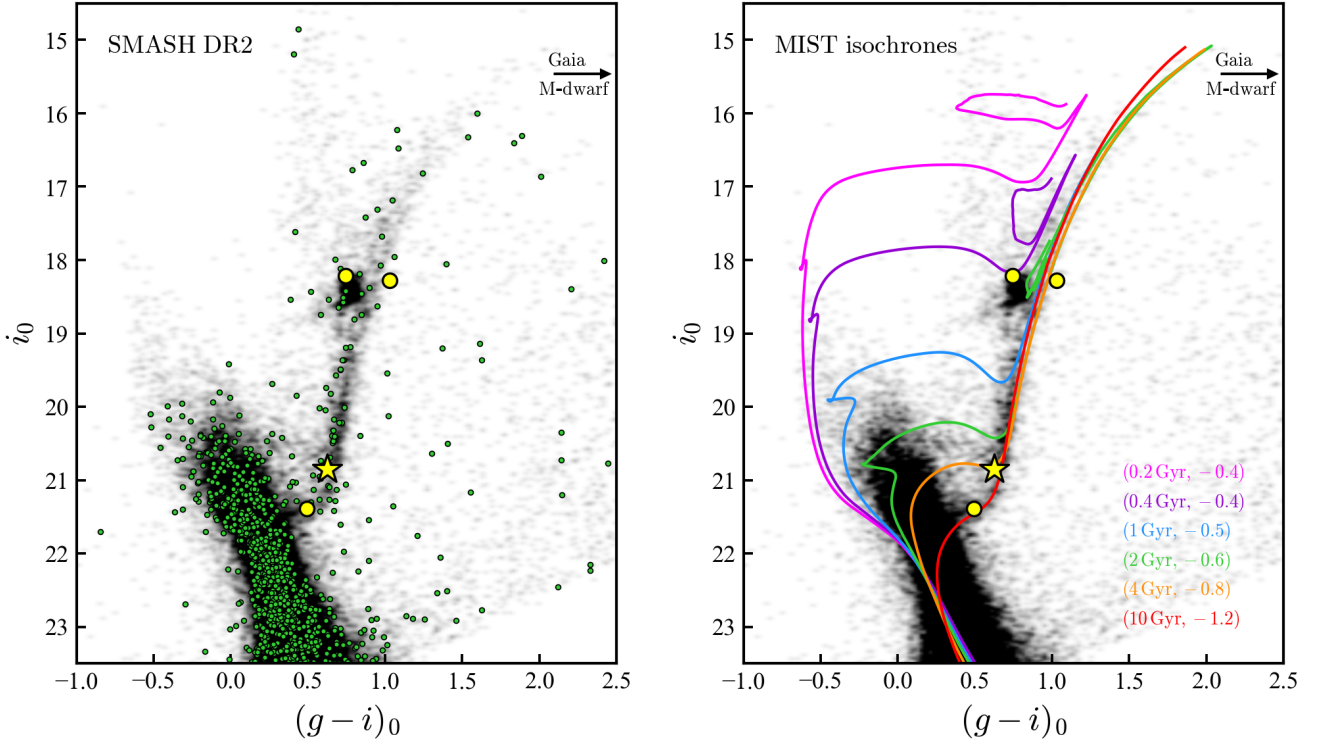 SMASH DR2
Gaia
M-dwarf
15
16
17
18
19
20
21
22
23
i₀
−1.0 −0.5 0.0 0.5 1.0 1.5 2.0 2.5
(g − i)₀
MIST isochrones
Gaia
M-dwarf
15
16
17
18
19
20
21
22
23
i₀
(0.2 Gyr, −0.4)
(0.4 Gyr, −0.4)
(1 Gyr, −0.5)
(2 Gyr, −0.6)
(4 Gyr, −0.8)
(10 Gyr, −1.2)
−1.0 −0.5 0.0 0.5 1.0 1.5 2.0 2.5
(g − i)₀